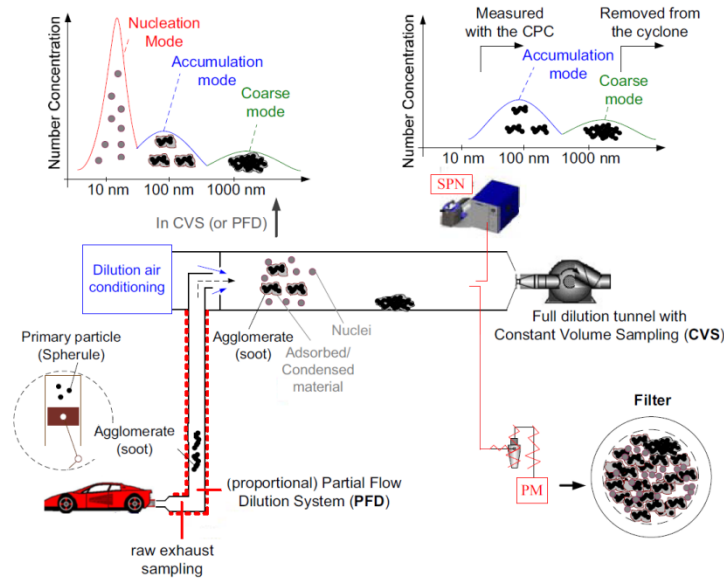 Nucleation
Mode
Accumulation
mode
Coarse
mode
Number Concentration
10 nm
100 nm
1000 nm
In CVS (or PFD)
Measured
with the CPC
Removed from
the cyclone
Accumulation
mode
Coarse
mode
Number Concentration
10 nm
100 nm
1000 nm
SPN
Dilution air
conditioning
Agglomerate
(soot)
Nuclei
Adsorbed/
Condensed
material
Full dilution tunnel with
Constant Volume Sampling (CVS)
Primary particle
(Spherule)
Agglomerate
(soot)
(proportional) Partial Flow
Dilution System (PFD)
raw exhaust
sampling
PM
Filter